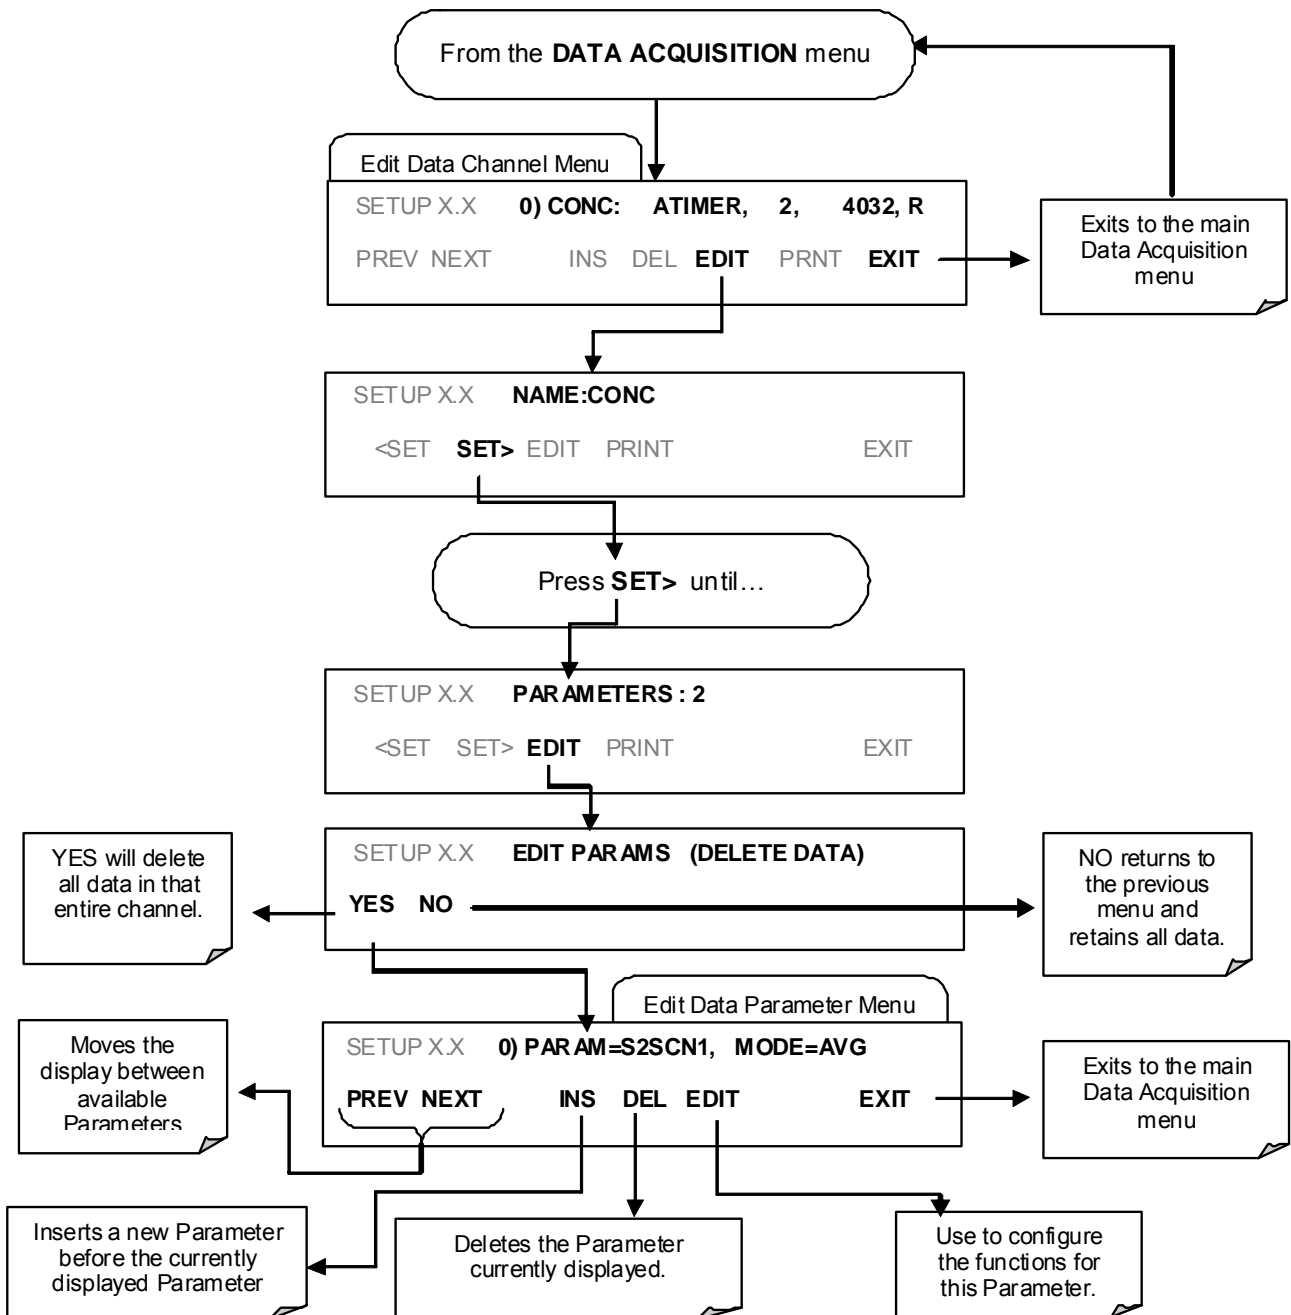 From the DATA ACQUISITION menu
Edit Data Channel Menu
SETUP X.X 0) CONC: ATIMER, 2, 4032, R
PREV NEXT INS DEL EDIT PRNT EXIT
Exits to the main
Data Acquisition
menu
SETUP X.X NAME:CONC
<SET SET> EDIT PRINT EXIT
Press SET> until…
SETUP X.X PARAMETERS : 2
<SET SET> EDIT PRINT EXIT
YES will delete
all data in that
entire channel.
SETUP X.X EDIT PARAMS (DELETE DATA)
YES NO
NO returns to
the previous
menu and
retains all data.
Edit Data Parameter Menu
Moves the
display between
available
Parameters
SETUP X.X 0) PARAM=S2SCN1, MODE=AVG
PREV NEXT INS DEL EDIT EXIT
Exits to the main
Data Acquisition
menu
Inserts a new Parameter
before the currently
displayed Parameter
Deletes the Parameter
currently displayed.
Use to configure
the functions for
this Parameter.